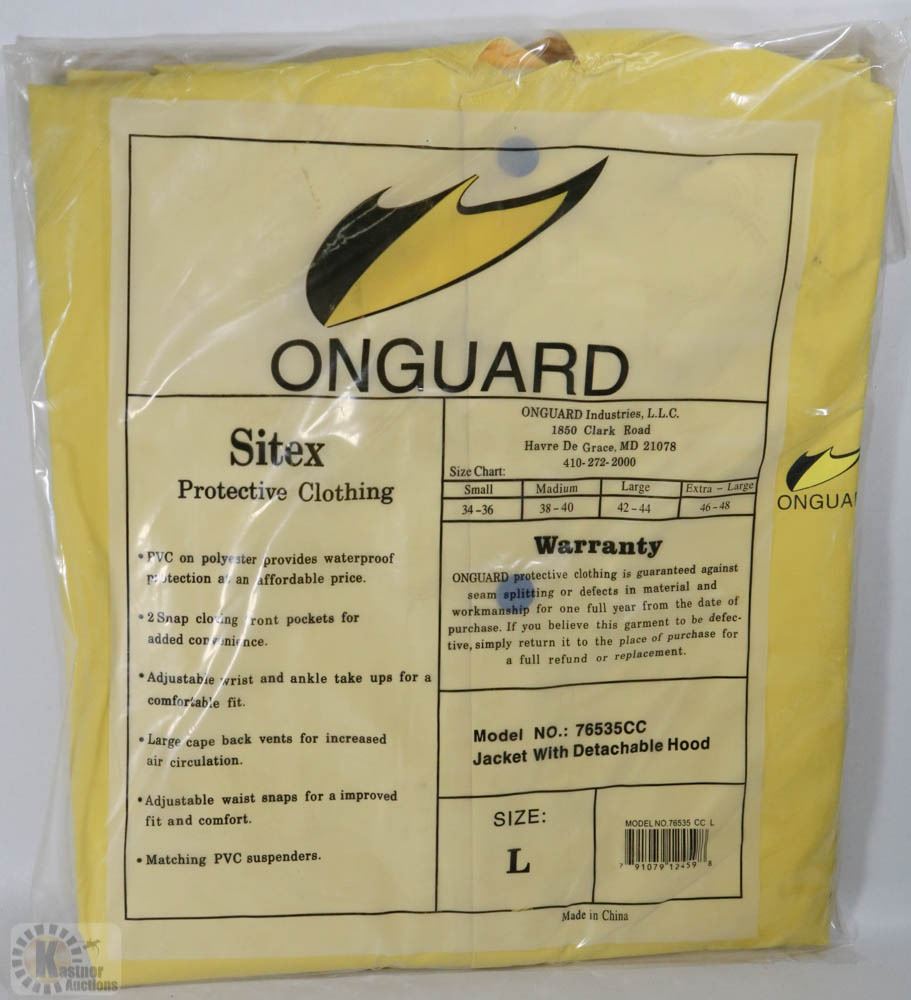 ONGUARD
Sitex
Protective Clothing
• PVC on polyester provides waterproof
protection at an affordable price.
• 2 Snap closing front pockets for
added convenience.
• Adjustable wrist and ankle take ups for a
comfortable fit.
• Large cape back vents for increased
air circulation.
• Adjustable waist snaps for a improved
fit and comfort.
• Matching PVC suspenders.
ONGUARD Industries, L.L.C.
1850 Clark Road
Havre De Grace, MD 21078
410-272-2000
Size Chart:
Small Medium Large Extra - Large
34-36 38-40 42-44 46-48
Warranty
ONGUARD protective clothing is guaranteed against
seam splitting or defects in material and
workmanship for one full year from the date of
purchase. If you believe this garment to be defec-
tive, simply return it to the place of purchase for
a full refund or replacement.
Model NO.: 76535CC
Jacket With Detachable Hood
SIZE:
L
MODEL NO.76535 CC L
7 91079 12459 8
Made in China
ONGUA
Kastner
Auctions